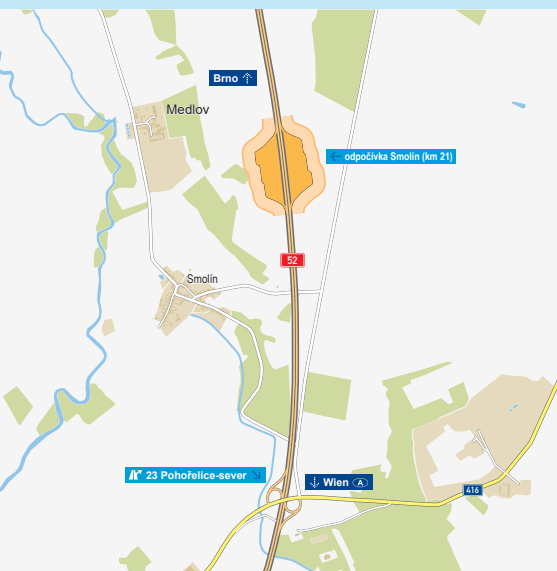 Brno ↑
Medlov
← odpočívka Smolín (km 21)
52
Smolín
23 Pohořelice-sever ↘
↓ Wien A
416